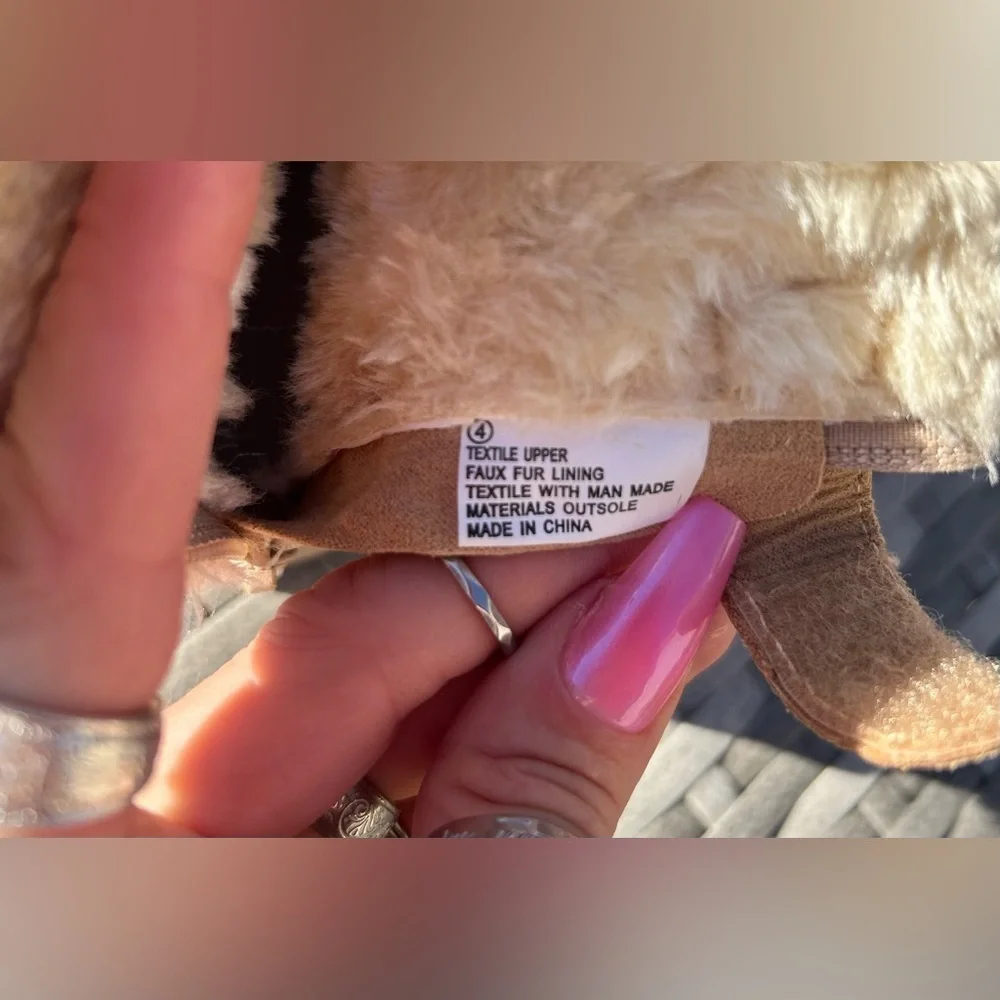 ④
TEXTILE UPPER
FAUX FUR LINING
TEXTILE WITH MAN MADE
MATERIALS OUTSOLE
MADE IN CHINA